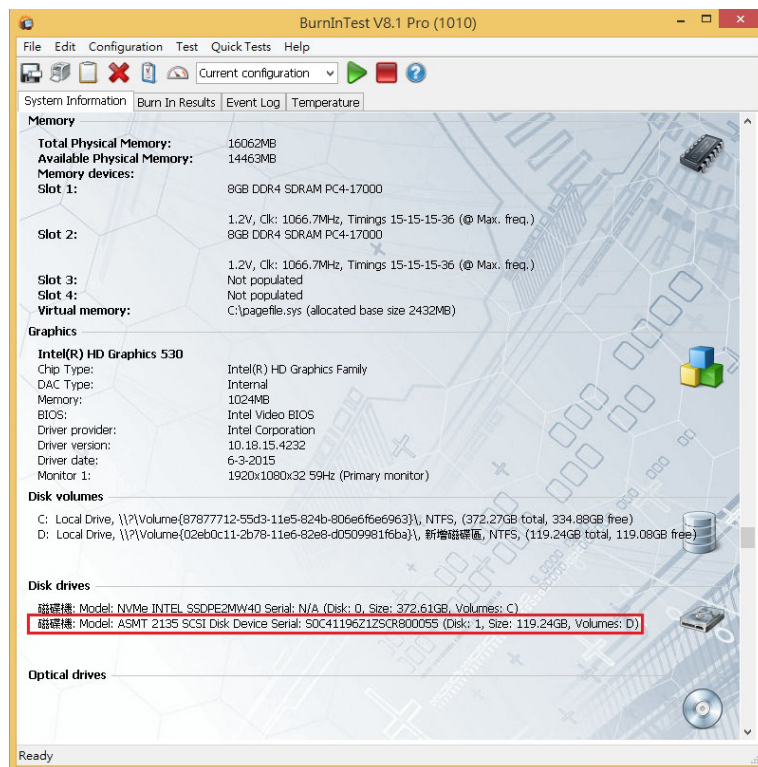 BurnInTest V8.1 Pro (1010)
File Edit Configuration Test Quick Tests Help
Current configuration
System Information Burn In Results Event Log Temperature
Memory
Total Physical Memory: 16062MB
Available Physical Memory: 14463MB
Memory devices:
Slot 1: 8GB DDR4 SDRAM PC4-17000
1.2V, Clk: 1066.7MHz, Timings 15-15-15-36 (@ Max. freq.)
Slot 2: 8GB DDR4 SDRAM PC4-17000
1.2V, Clk: 1066.7MHz, Timings 15-15-15-36 (@ Max. freq.)
Slot 3: Not populated
Slot 4: Not populated
Virtual memory: C:\pagefile.sys (allocated base size 2432MB)
Graphics
Intel(R) HD Graphics 530
Chip Type: Intel(R) HD Graphics Family
DAC Type: Internal
Memory: 1024MB
BIOS: Intel Video BIOS
Driver provider: Intel Corporation
Driver version: 10.18.15.4232
Driver date: 6-3-2015
Monitor 1: 1920x1080x32 59Hz (Primary monitor)
Disk volumes
C: Local Drive, \\?\Volume{87877712-55d3-11e5-824b-806e6f6e6963}\, NTFS, (372.27GB total, 334.88GB free)
D: Local Drive, \\?\Volume{02eb0c11-2b78-11e6-82e8-d0509981f6ba}\, 新增磁碟區, NTFS, (119.24GB total, 119.08GB free)
Disk drives
磁碟機: Model: NVMe INTEL SSDPE2MW40 Serial: N/A (Disk: 0, Size: 372.61GB, Volumes: C)
磁碟機: Model: ASMT 2135 SCSI Disk Device Serial: S0C41196Z1ZSCR800055 (Disk: 1, Size: 119.24GB, Volumes: D)
Optical drives
Ready